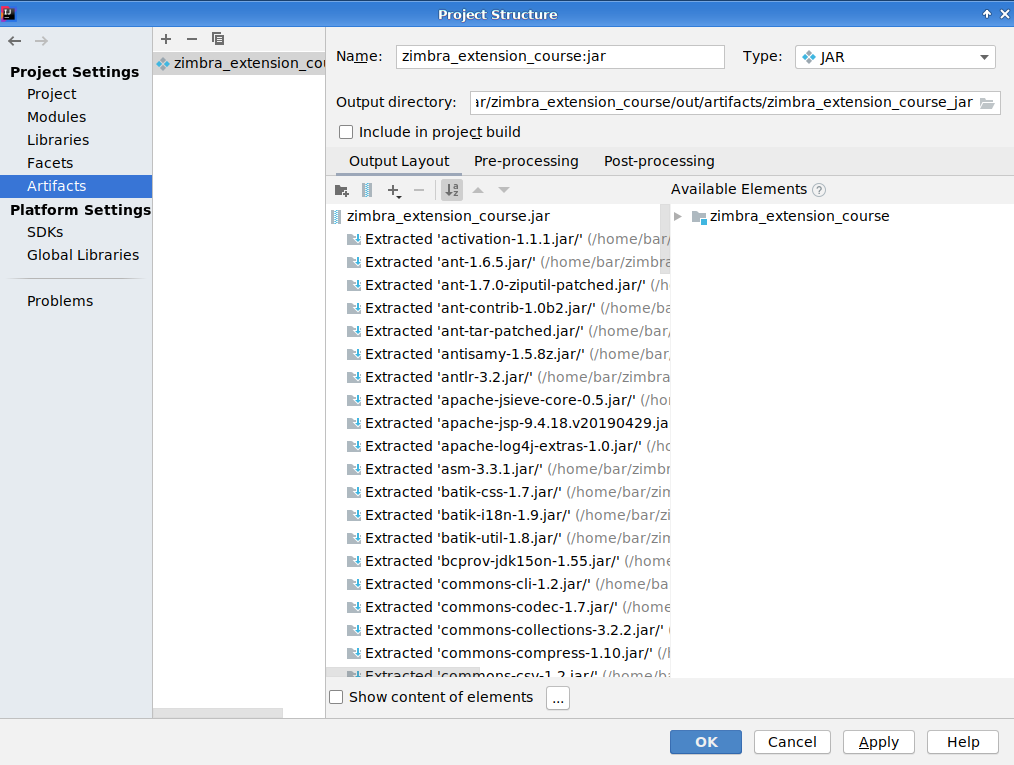 Project Structure
Project Settings
Project
Modules
Libraries
Facets
Artifacts
Platform Settings
SDKs
Global Libraries
Problems
zimbra_extension_cou
Name: zimbra_extension_course:jar Type: JAR
Output directory: ar/zimbra_extension_course/out/artifacts/zimbra_extension_course_jar
Include in project build
Output Layout Pre-processing Post-processing
Available Elements ?
zimbra_extension_course.jar
Extracted 'activation-1.1.1.jar/' (/home/bar/
Extracted 'ant-1.6.5.jar/' (/home/bar/zimbra
Extracted 'ant-1.7.0-ziputil-patched.jar/' (/h
Extracted 'ant-contrib-1.0b2.jar/' (/home/ba
Extracted 'ant-tar-patched.jar/' (/home/bar/
Extracted 'antisamy-1.5.8z.jar/' (/home/bar/
Extracted 'antlr-3.2.jar/' (/home/bar/zimbra
Extracted 'apache-jsieve-core-0.5.jar/' (/ho
Extracted 'apache-jsp-9.4.18.v20190429.ja
Extracted 'apache-log4j-extras-1.0.jar/' (/ho
Extracted 'asm-3.3.1.jar/' (/home/bar/zimbr
Extracted 'batik-css-1.7.jar/' (/home/bar/zim
Extracted 'batik-i18n-1.9.jar/' (/home/bar/zi
Extracted 'batik-util-1.8.jar/' (/home/bar/zim
Extracted 'bcprov-jdk15on-1.55.jar/' (/home
Extracted 'commons-cli-1.2.jar/' (/home/ba
Extracted 'commons-codec-1.7.jar/' (/home
Extracted 'commons-collections-3.2.2.jar/' (
Extracted 'commons-compress-1.10.jar/' (/h
Extracted 'commons-csv-1.2.jar/' (/home/b
zimbra_extension_course
Show content of elements ...
OK Cancel Apply Help